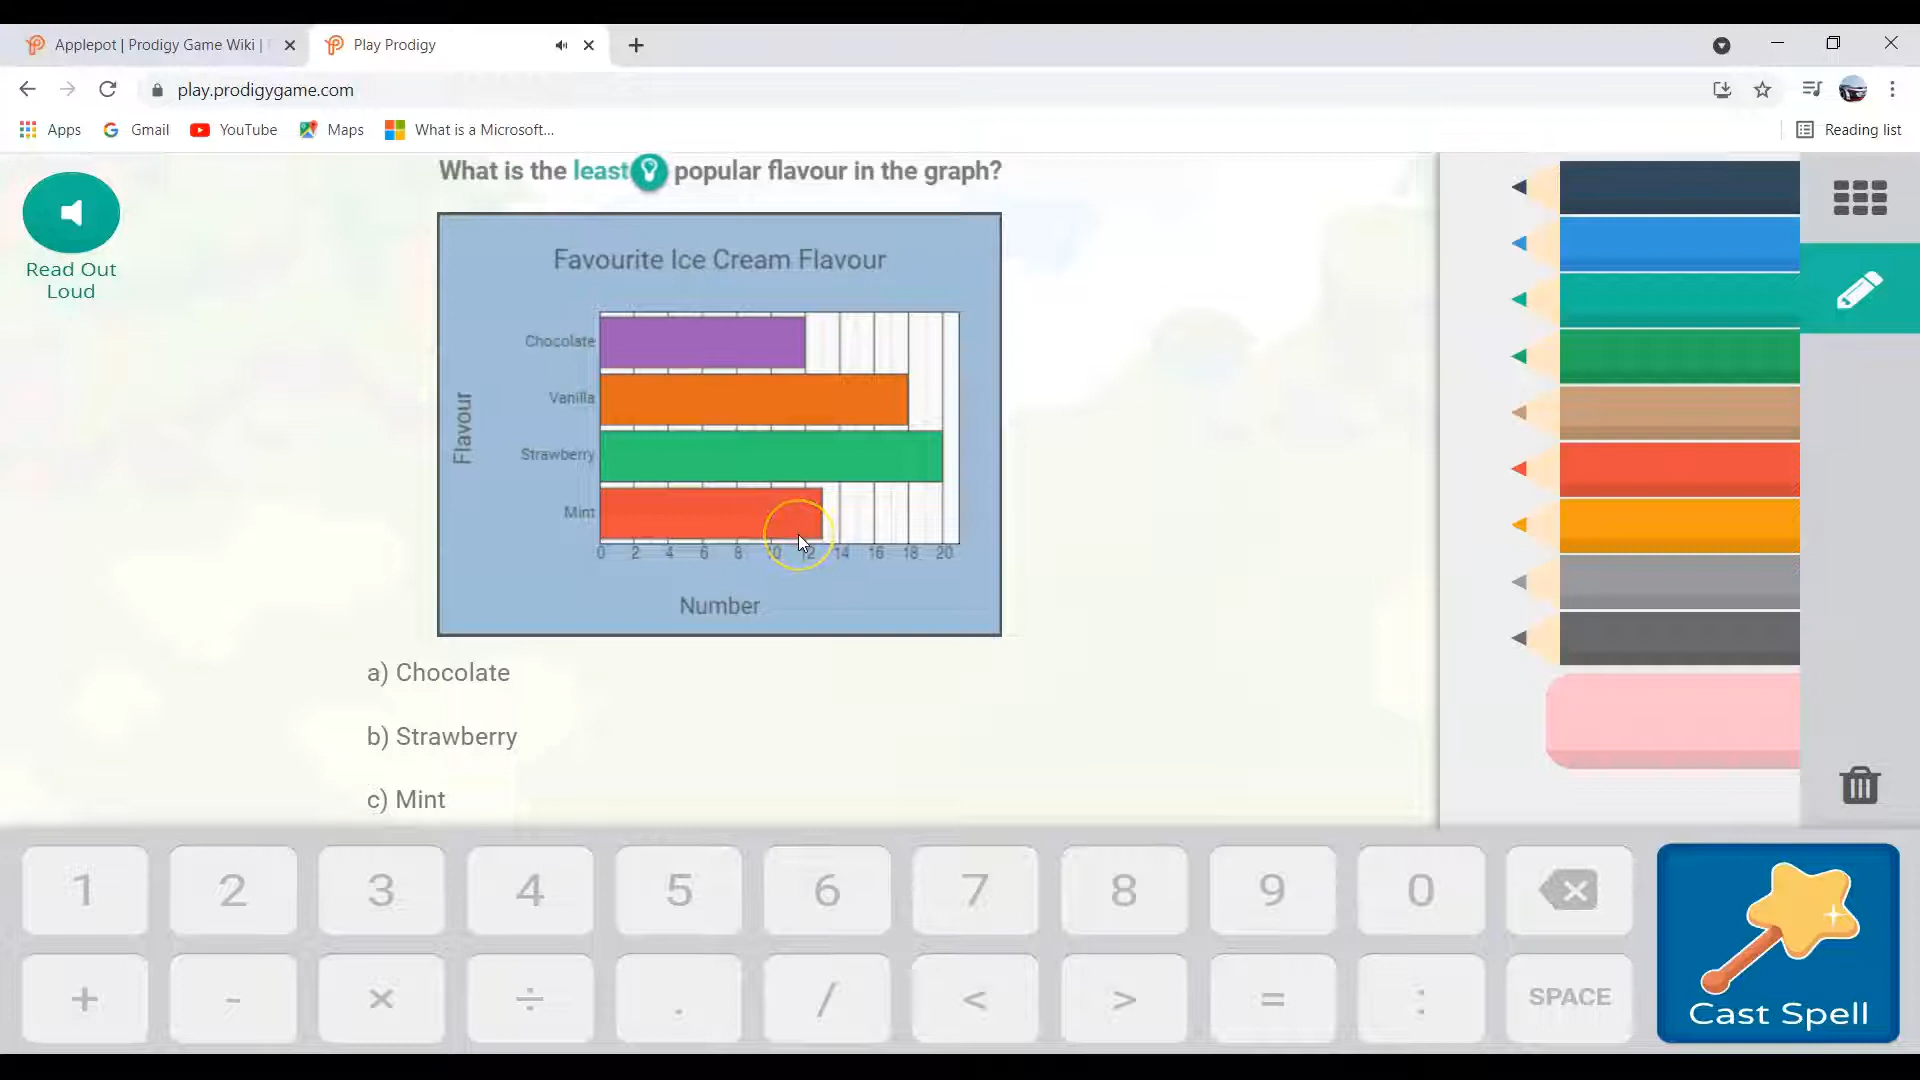 Applepot | Prodigy Game Wiki |
Play Prodigy
play.prodigygame.com
Apps
Gmail
YouTube
Maps
What is a Microsoft...
Reading list
Read Out
Loud
What is the least popular flavour in the graph?
Favourite Ice Cream Flavour
Flavour
Chocolate
Vanilla
Strawberry
Mint
0 2 4 6 8 10 12 14 16 18 20
Number
a) Chocolate
b) Strawberry
c) Mint
1 2 3 4 5 6 7 8 9 0
+ - × ÷ . / < > = : SPACE
Cast Spell